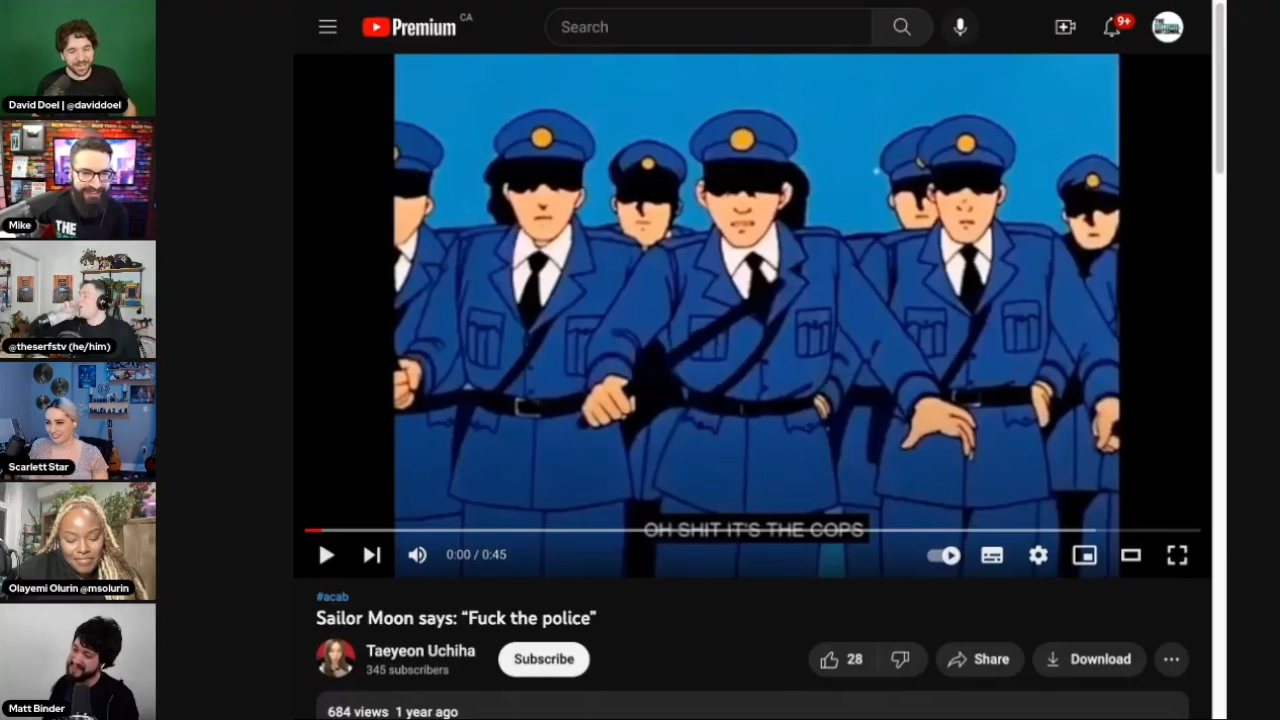 David Doel | @daviddoel
Mike
THE
@theserfstv (he/him)
Scarlett Star
Olayemi Olurin @msolurin
Matt Binder
Premium
CA
Search
9+
OH SHIT IT'S THE COPS
0:00 / 0:45
#acab
Sailor Moon says: “Fuck the police”
Taeyeon Uchiha
345 subscribers
Subscribe
28
Share
Download
684 views 1 year ago